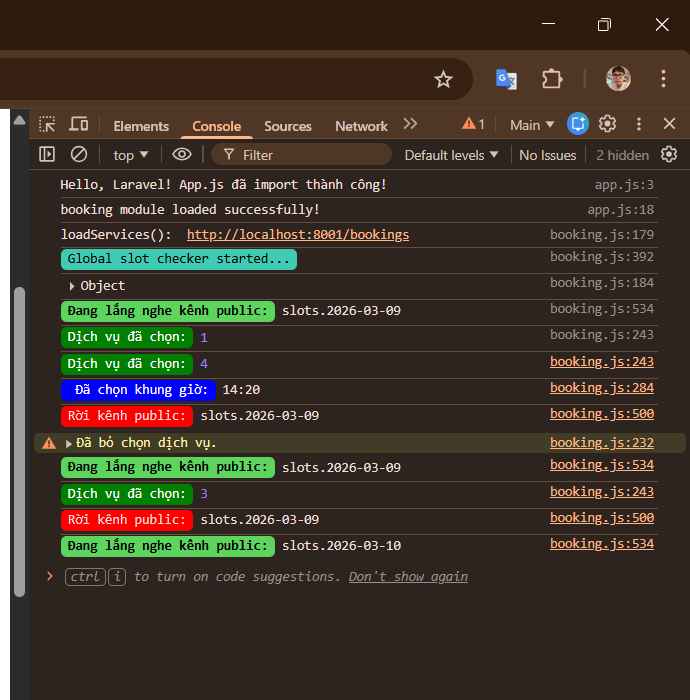 Elements Console Sources Network 1 Main
top Filter Default levels No Issues 2 hidden
Hello, Laravel! App.js đã import thành công! app.js:3
booking module loaded successfully! app.js:18
loadServices(): http://localhost:8001/bookings booking.js:179
Global slot checker started... booking.js:392
Object booking.js:184
Đang lắng nghe kênh public: slots.2026-03-09 booking.js:534
Dịch vụ đã chọn: 1 booking.js:243
Dịch vụ đã chọn: 4 booking.js:243
Đã chọn khung giờ: 14:20 booking.js:284
Rời kênh public: slots.2026-03-09 booking.js:500
Đã bỏ chọn dịch vụ. booking.js:232
Đang lắng nghe kênh public: slots.2026-03-09 booking.js:534
Dịch vụ đã chọn: 3 booking.js:243
Rời kênh public: slots.2026-03-09 booking.js:500
Đang lắng nghe kênh public: slots.2026-03-10 booking.js:534
ctrl i to turn on code suggestions. Don't show again